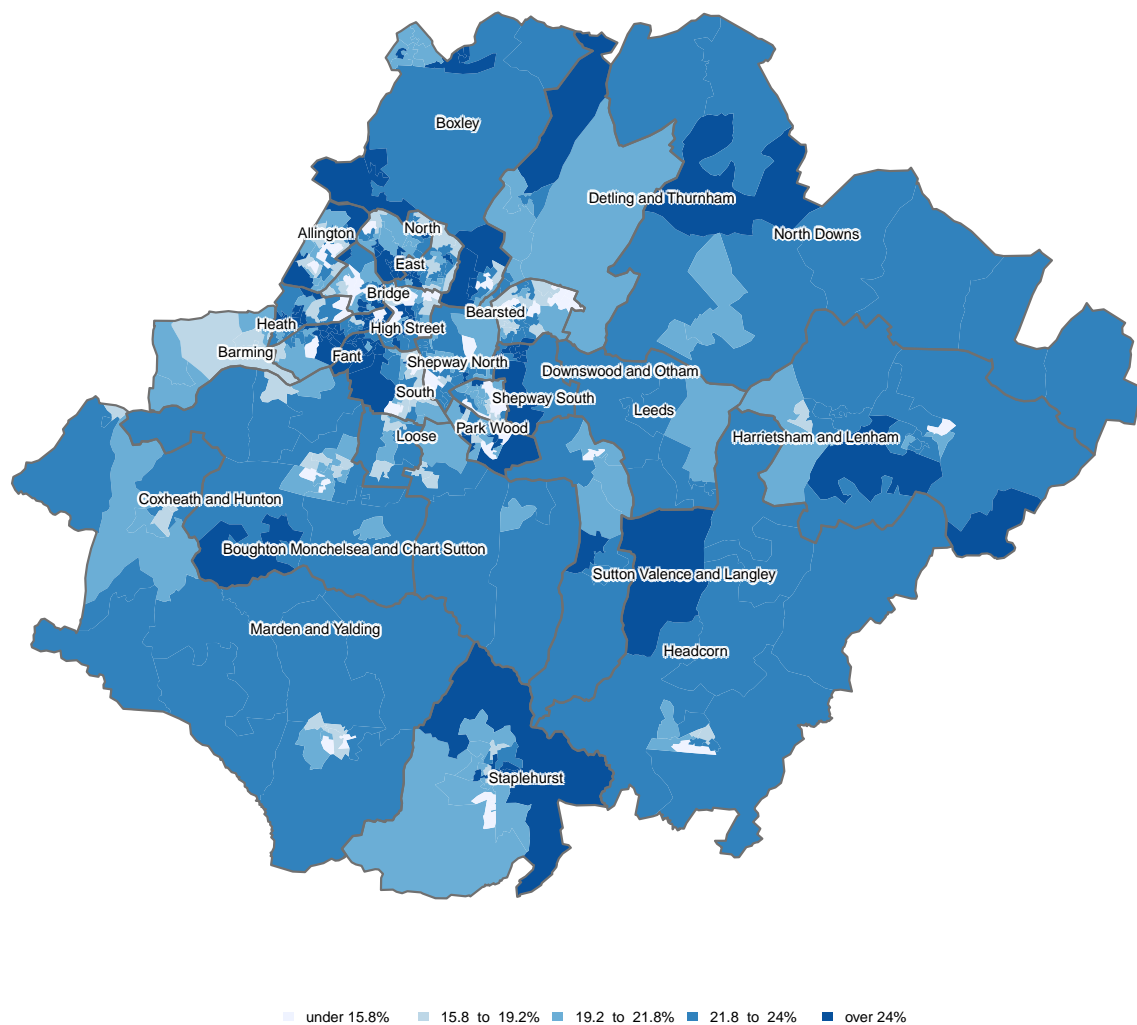 Boxley
Detling and Thurnham
North
Allington
North Downs
East
Bridge
Bearsted
Heath
High Street
Barming
Fant
Shepway North
Downswood and Otham
South
Shepway South
Leeds
Park Wood
Loose
Harrietsham and Lenham
Coxheath and Hunton
Boughton Monchelsea and Chart Sutton
Sutton Valence and Langley
Marden and Yalding
Headcorn
Staplehurst
under 15.8% 15.8 to 19.2% 19.2 to 21.8% 21.8 to 24% over 24%